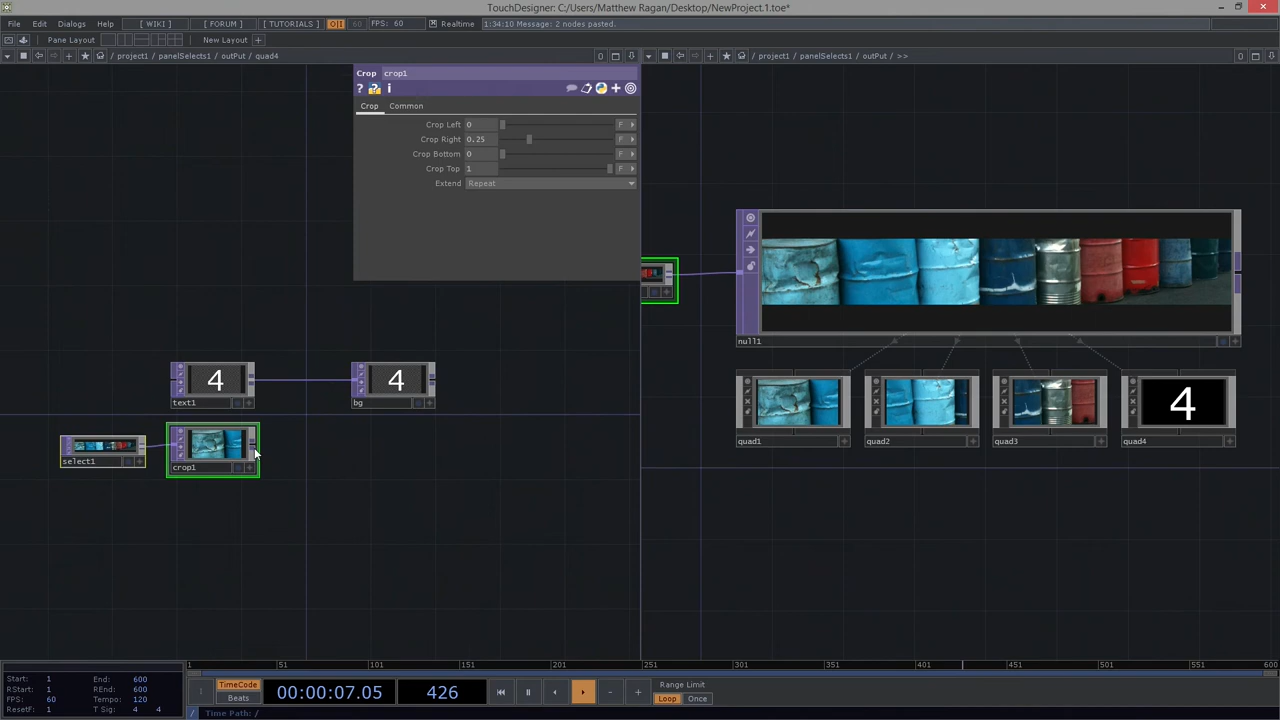 TouchDesigner: C:/Users/Matthew Ragan/Desktop/NewProject.1.toe*
File Edit Dialogs Help [ WIKI ] [ FORUM ] [ TUTORIALS ] O|I FPS: 60 Realtime 1:34:10 Message: 2 nodes pasted.
Pane Layout New Layout +
/ project1 / panelSelects1 / outPut / quad4 0
/ project1 / panelSelects1 / outPut / >> 0
Crop crop1
? ? i
Crop Common
Crop Left 0 F
Crop Right 0.25 F
Crop Bottom 0 F
Crop Top 1 F
Extend Repeat
null1
4 4
text1 bg
quad1 quad2 quad3 quad4
4
select1 crop1
1 51 101 151 201 251 301 351 401 451 501 551 600
Start: 1 End: 600
RStart: 1 REnd: 600
FPS: 60 Tempo: 120
ResetF: 1 T Sig: 4 4
TimeCode
Beats
00:00:07.05 426
Range Limit
Loop Once
/ Time Path: /